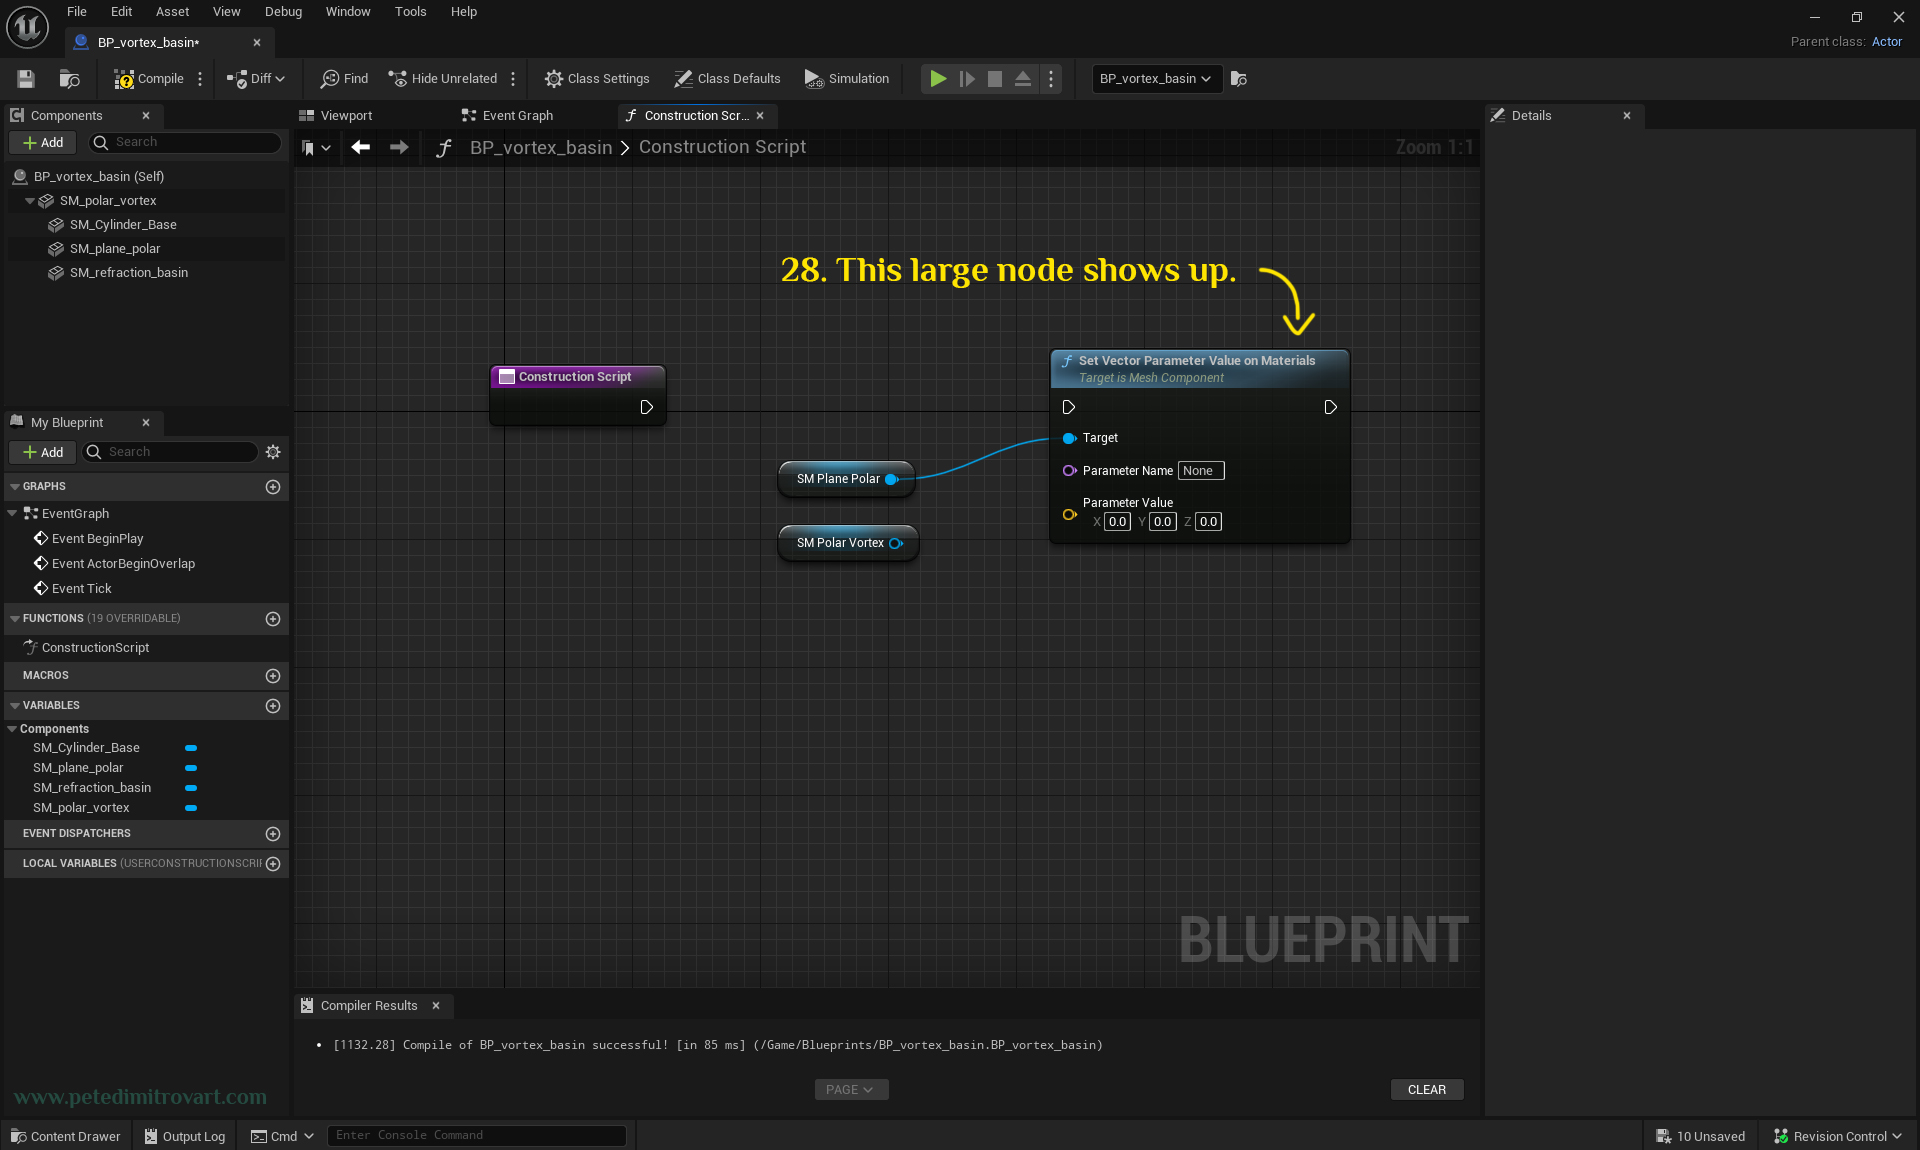 File Edit Asset View Debug Window Tools Help
BP_vortex_basin*
Parent class: Actor
Compile Diff Find Hide Unrelated Class Settings Class Defaults Simulation BP_vortex_basin
Components
Add Search
BP_vortex_basin (Self)
SM_polar_vortex
SM_Cylinder_Base
SM_plane_polar
SM_refraction_basin
My Blueprint
Add Search
GRAPHS
EventGraph
Event BeginPlay
Event ActorBeginOverlap
Event Tick
FUNCTIONS (19 OVERRIDABLE)
ConstructionScript
MACROS
VARIABLES
Components
SM_Cylinder_Base
SM_plane_polar
SM_refraction_basin
SM_polar_vortex
EVENT DISPATCHERS
LOCAL VARIABLES (USERCONSTRUCTIONSCRIP
www.petedimitrovart.com
Viewport Event Graph Construction Scr...
BP_vortex_basin > Construction Script
Zoom 1:1
28. This large node shows up.
Construction Script
SM Plane Polar
SM Polar Vortex
Set Vector Parameter Value on Materials
Target is Mesh Component
Target
Parameter Name None
Parameter Value
X 0.0 Y 0.0 Z 0.0
BLUEPRINT
Compiler Results
• [1132.28] Compile of BP_vortex_basin successful! [in 85 ms] (/Game/Blueprints/BP_vortex_basin.BP_vortex_basin)
PAGE
CLEAR
Details
Content Drawer Output Log Cmd Enter Console Command
10 Unsaved Revision Control